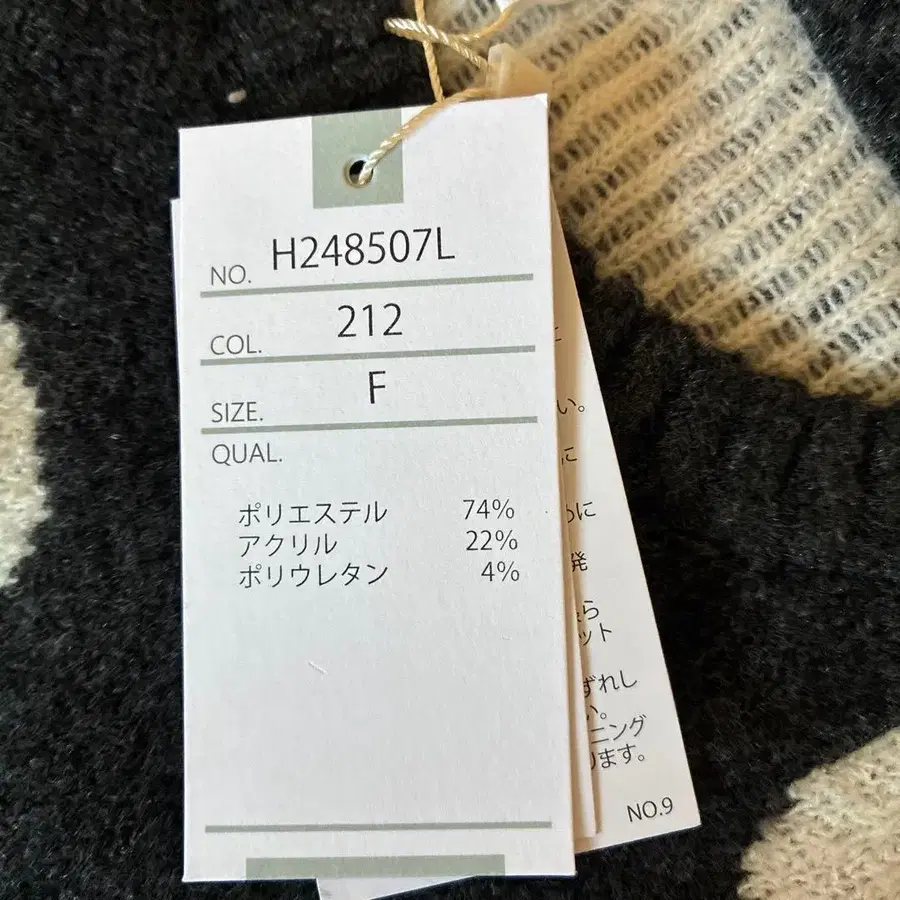 NO. H248507L
COL. 212
SIZE. F
QUAL.
ポリエステル 74%
アクリル 22%
ポリウレタン 4%
い。
に
つに
発
ら
ット
ずれし
い。
ニング
ります。
NO.9